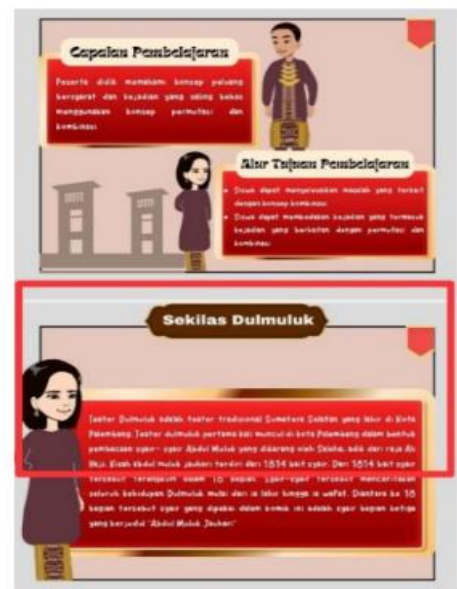 Capaian Pembelajaran
Peserta didik memahami konsep peluang
bersyarat dan kejadian yang saling bebas
menggunakan konsep permutasi dan
kombinasi
Alur Tujuan Pembelajaran
Siswa dapat menyelesaikan masalah yang terkait
dengan konsep kombinasi
Siswa dapat membedakan kejadian yang termasuk
kejadian yang berkaitan dengan permutasi dan
kombinasi
Sekilas Dulmuluk
Teater Dulmuluk adalah teater tradisional Sumatera Selatan yang lahir di Kota
Palembang. Teater dulmuluk pertama kali muncul di kota Palembang dalam bentuk
pembacaan syair- syair Abdul Muluk yang dikarang oleh Saleha, adik dari raja Ali
Haji. Kisah Abdul muluk jauhari terdiri dari 1814 bait syair. Dari 1814 bait syair
tersebut terangkum dalam 18 bagian. Syair-syair tersebut menceritakan
seluruh kehidupan Dulmuluk mulai dari ia lahir hingga ia wafat. Diantara ke 18
bagian tersebut syair yang dipakai dalam komik ini adalah syair bagian ketiga
yang berjudul "Abdul Muluk Jauhari"